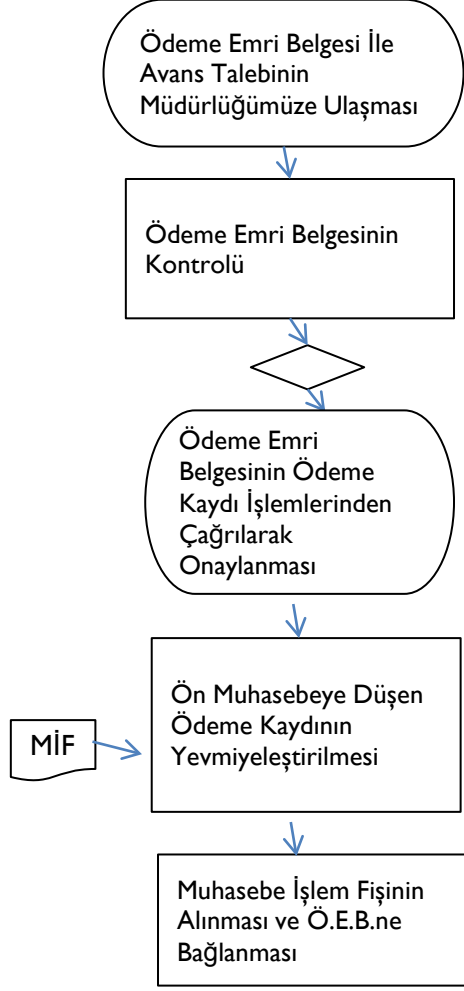 Ödeme Emri Belgesi İle
Avans Talebinin
Müdürlüğümüze Ulaşması
Ödeme Emri Belgesinin
Kontrolü
Ödeme Emri
Belgesinin Ödeme
Kaydı İşlemlerinden
Çağrılarak
Onaylanması
Ön Muhasebeye Düşen
Ödeme Kaydının
Yevmiyeleştirilmesi
MİF
Muhasebe İşlem Fişinin
Alınması ve Ö.E.B.ne
Bağlanması